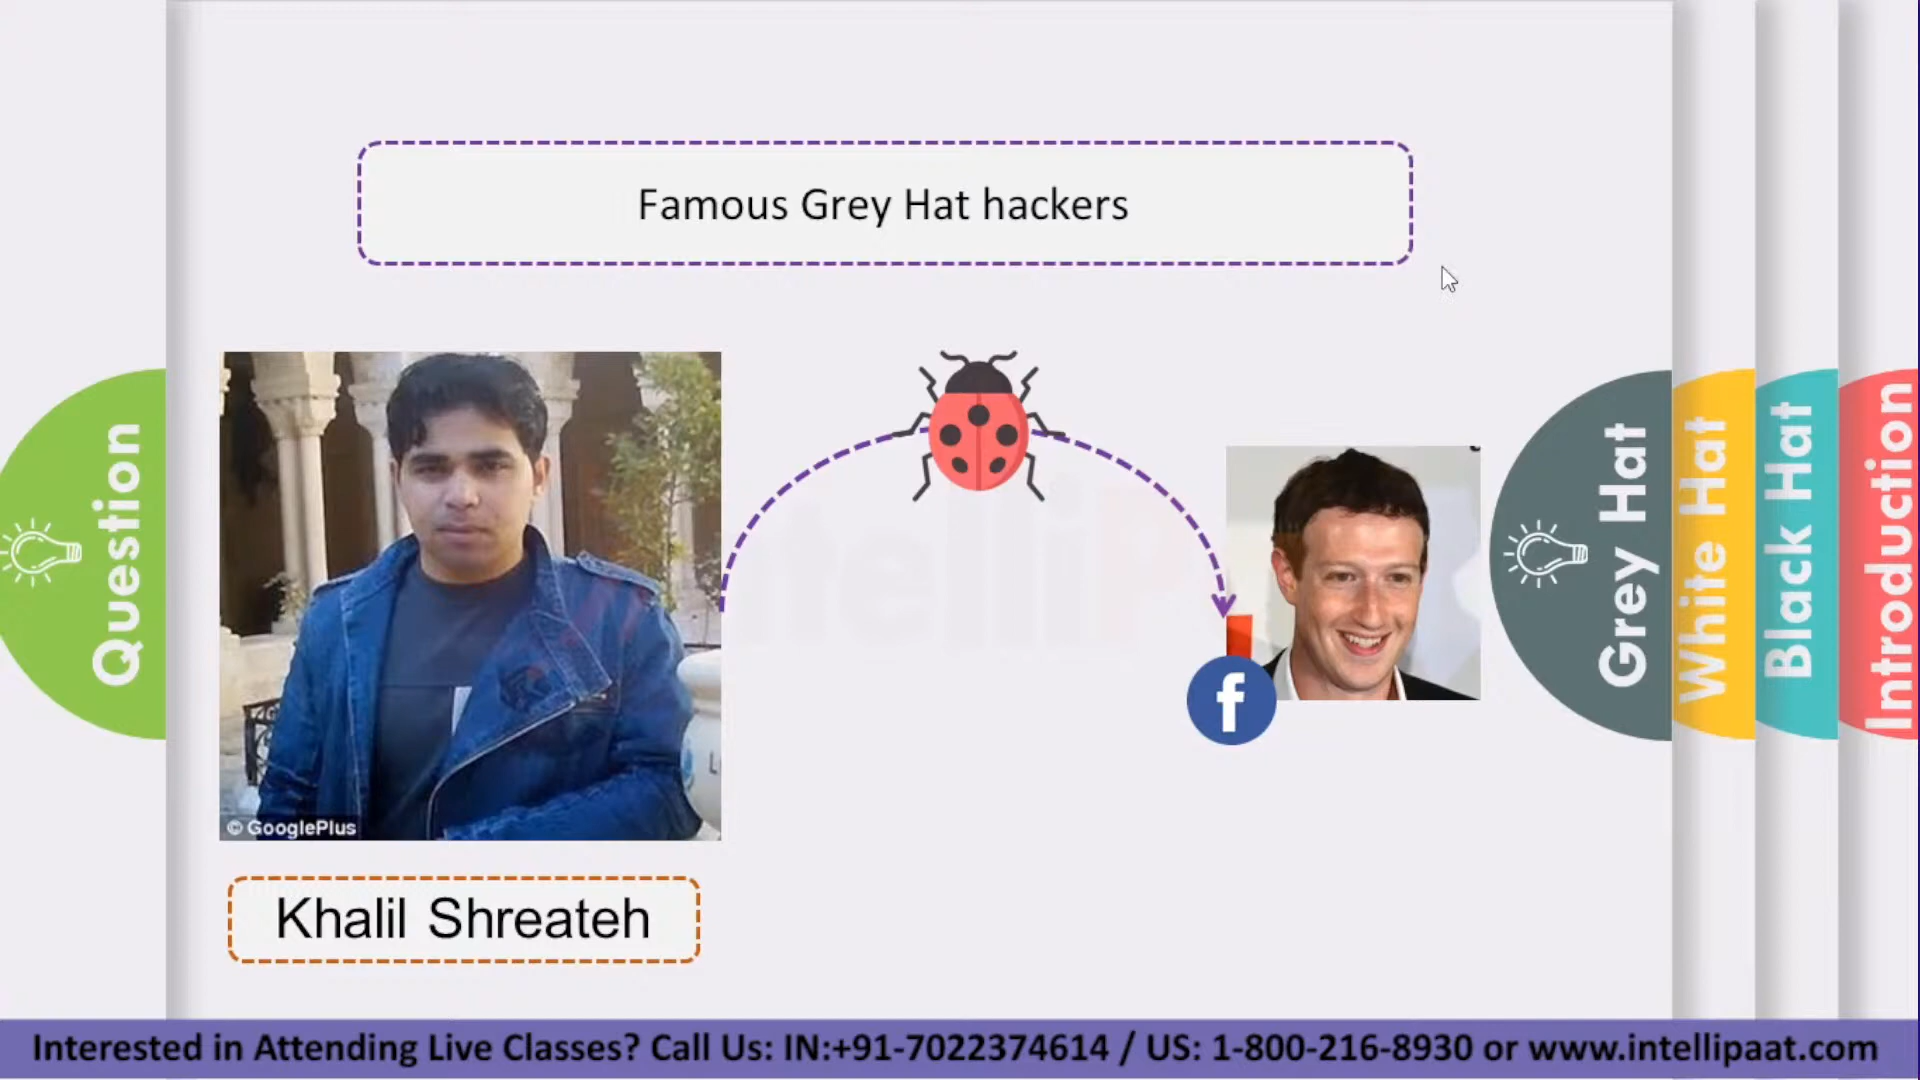 Famous Grey Hat hackers
Question
Grey Hat
White Hat
Black Hat
Introduction
© GooglePlus
f
Khalil Shreateh
Interested in Attending Live Classes? Call Us: IN:+91-7022374614 / US: 1-800-216-8930 or www.intellipaat.com